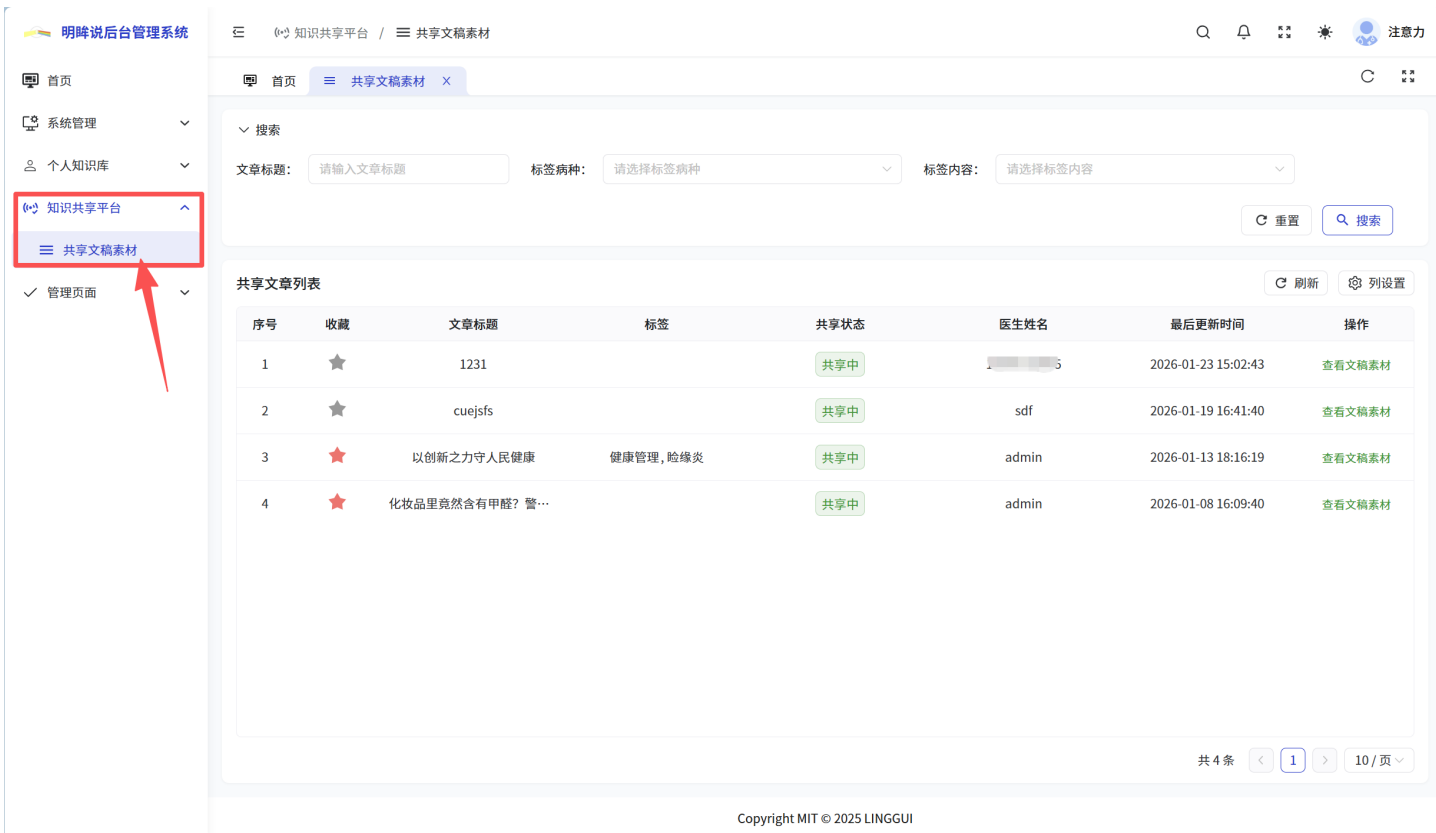 明眸说后台管理系统
知识共享平台 / 共享文稿素材
注意力
首页
系统管理
个人知识库
知识共享平台
共享文稿素材
管理页面
首页 共享文稿素材 X
搜索
文章标题： 请输入文章标题 标签病种： 请选择标签病种 标签内容： 请选择标签内容
重置 搜索
共享文章列表 刷新 列设置
序号 收藏 文章标题 标签 共享状态 医生姓名 最后更新时间 操作
1 1231 共享中 2026-01-23 15:02:43 查看文稿素材
2 cuejsfs 共享中 sdf 2026-01-19 16:41:40 查看文稿素材
3 以创新之力守人民健康 健康管理,睑缘炎 共享中 admin 2026-01-13 18:16:19 查看文稿素材
4 化妆品里竟然含有甲醛？警… 共享中 admin 2026-01-08 16:09:40 查看文稿素材
共 4 条 1 10 / 页
Copyright MIT © 2025 LINGGUI